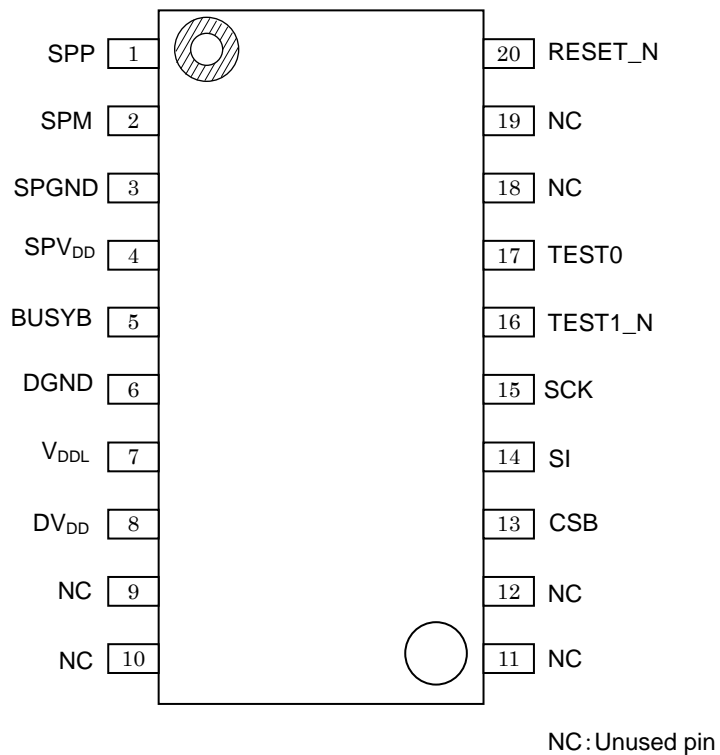 SPP 1 20 RESET_N
SPM 2 19 NC
SPGND 3 18 NC
SPVDD 4 17 TEST0
BUSYB 5 16 TEST1_N
DGND 6 15 SCK
VDDL 7 14 SI
DVDD 8 13 CSB
NC 9 12 NC
NC 10 11 NC
NC:Unused pin